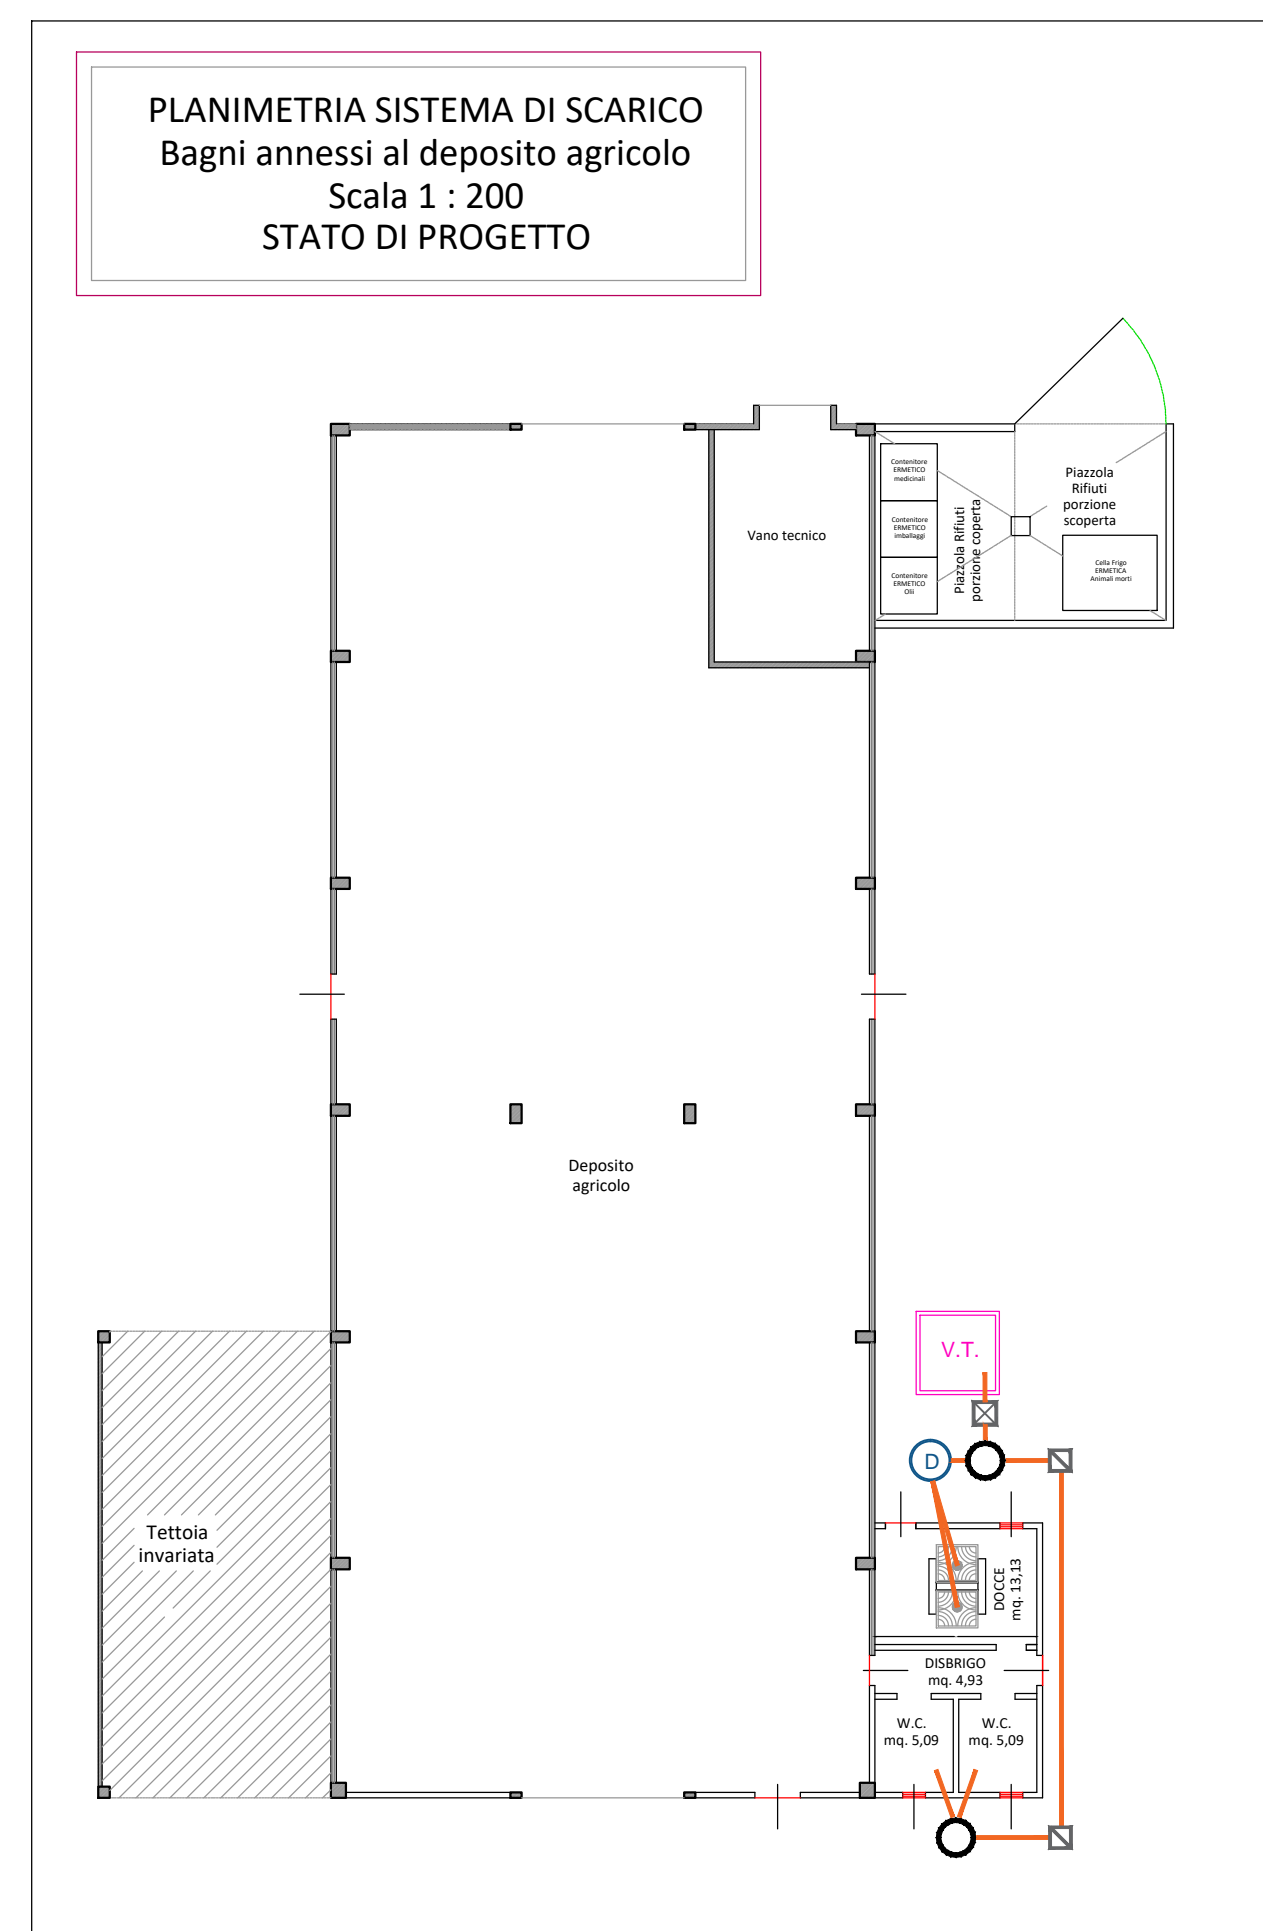 PLANIMETRIA SISTEMA DI SCARICO
Bagni annessi al deposito agricolo
Scala 1 : 200
STATO DI PROGETTO
Contenitore
ERMETICO
medicinali
Contenitore
ERMETICO
imballaggi
Contenitore
ERMETICO
Olii
Piazzola Rifiuti
porzione coperta
Piazzola
Rifiuti
porzione
scoperta
Cella Frigo
ERMETICA
Animali morti
Vano tecnico
Deposito
agricolo
V.T.
D
Tettoia
invariata
DOCCE
mq. 13,13
DISBRIGO
mq. 4,93
W.C.
mq. 5,09
W.C.
mq. 5,09